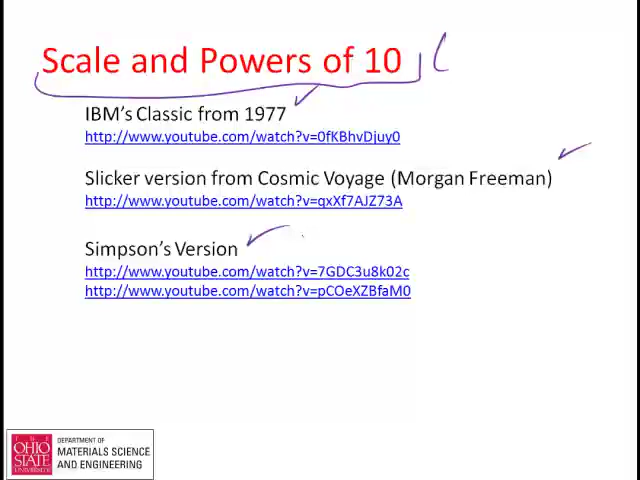 Scale and Powers of 10
IBM's Classic from 1977
http://www.youtube.com/watch?v=0fKBhvDjuy0
Slicker version from Cosmic Voyage (Morgan Freeman)
http://www.youtube.com/watch?v=qxXf7AJZ73A
Simpson's Version
http://www.youtube.com/watch?v=7GDC3u8k02c
http://www.youtube.com/watch?v=pCOeXZBfaM0
THE
OHIO
STATE
UNIVERSITY
DEPARTMENT OF
MATERIALS SCIENCE
AND ENGINEERING